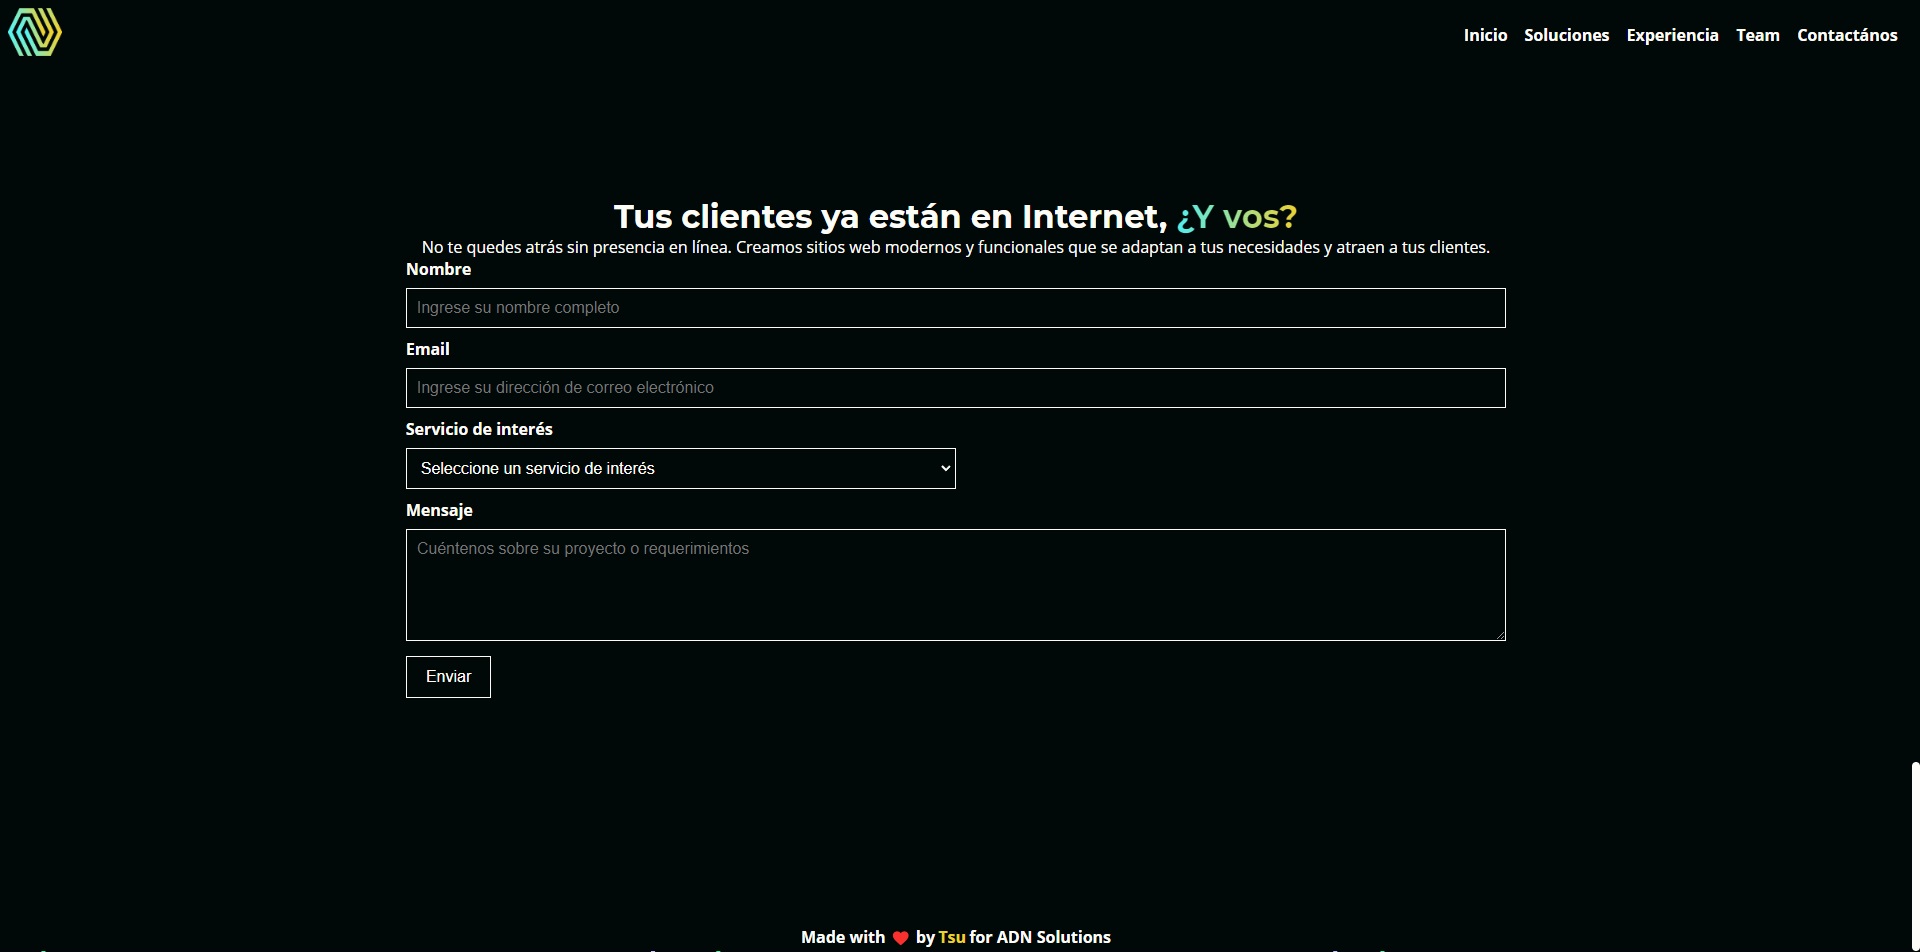 Inicio Soluciones Experiencia Team Contactános
Tus clientes ya están en Internet, ¿Y vos?
No te quedes atrás sin presencia en línea. Creamos sitios web modernos y funcionales que se adaptan a tus necesidades y atraen a tus clientes.
Nombre
Ingrese su nombre completo
Email
Ingrese su dirección de correo electrónico
Servicio de interés
Seleccione un servicio de interés
Mensaje
Cuéntenos sobre su proyecto o requerimientos
Enviar
Made with ❤️ by Tsu for ADN Solutions